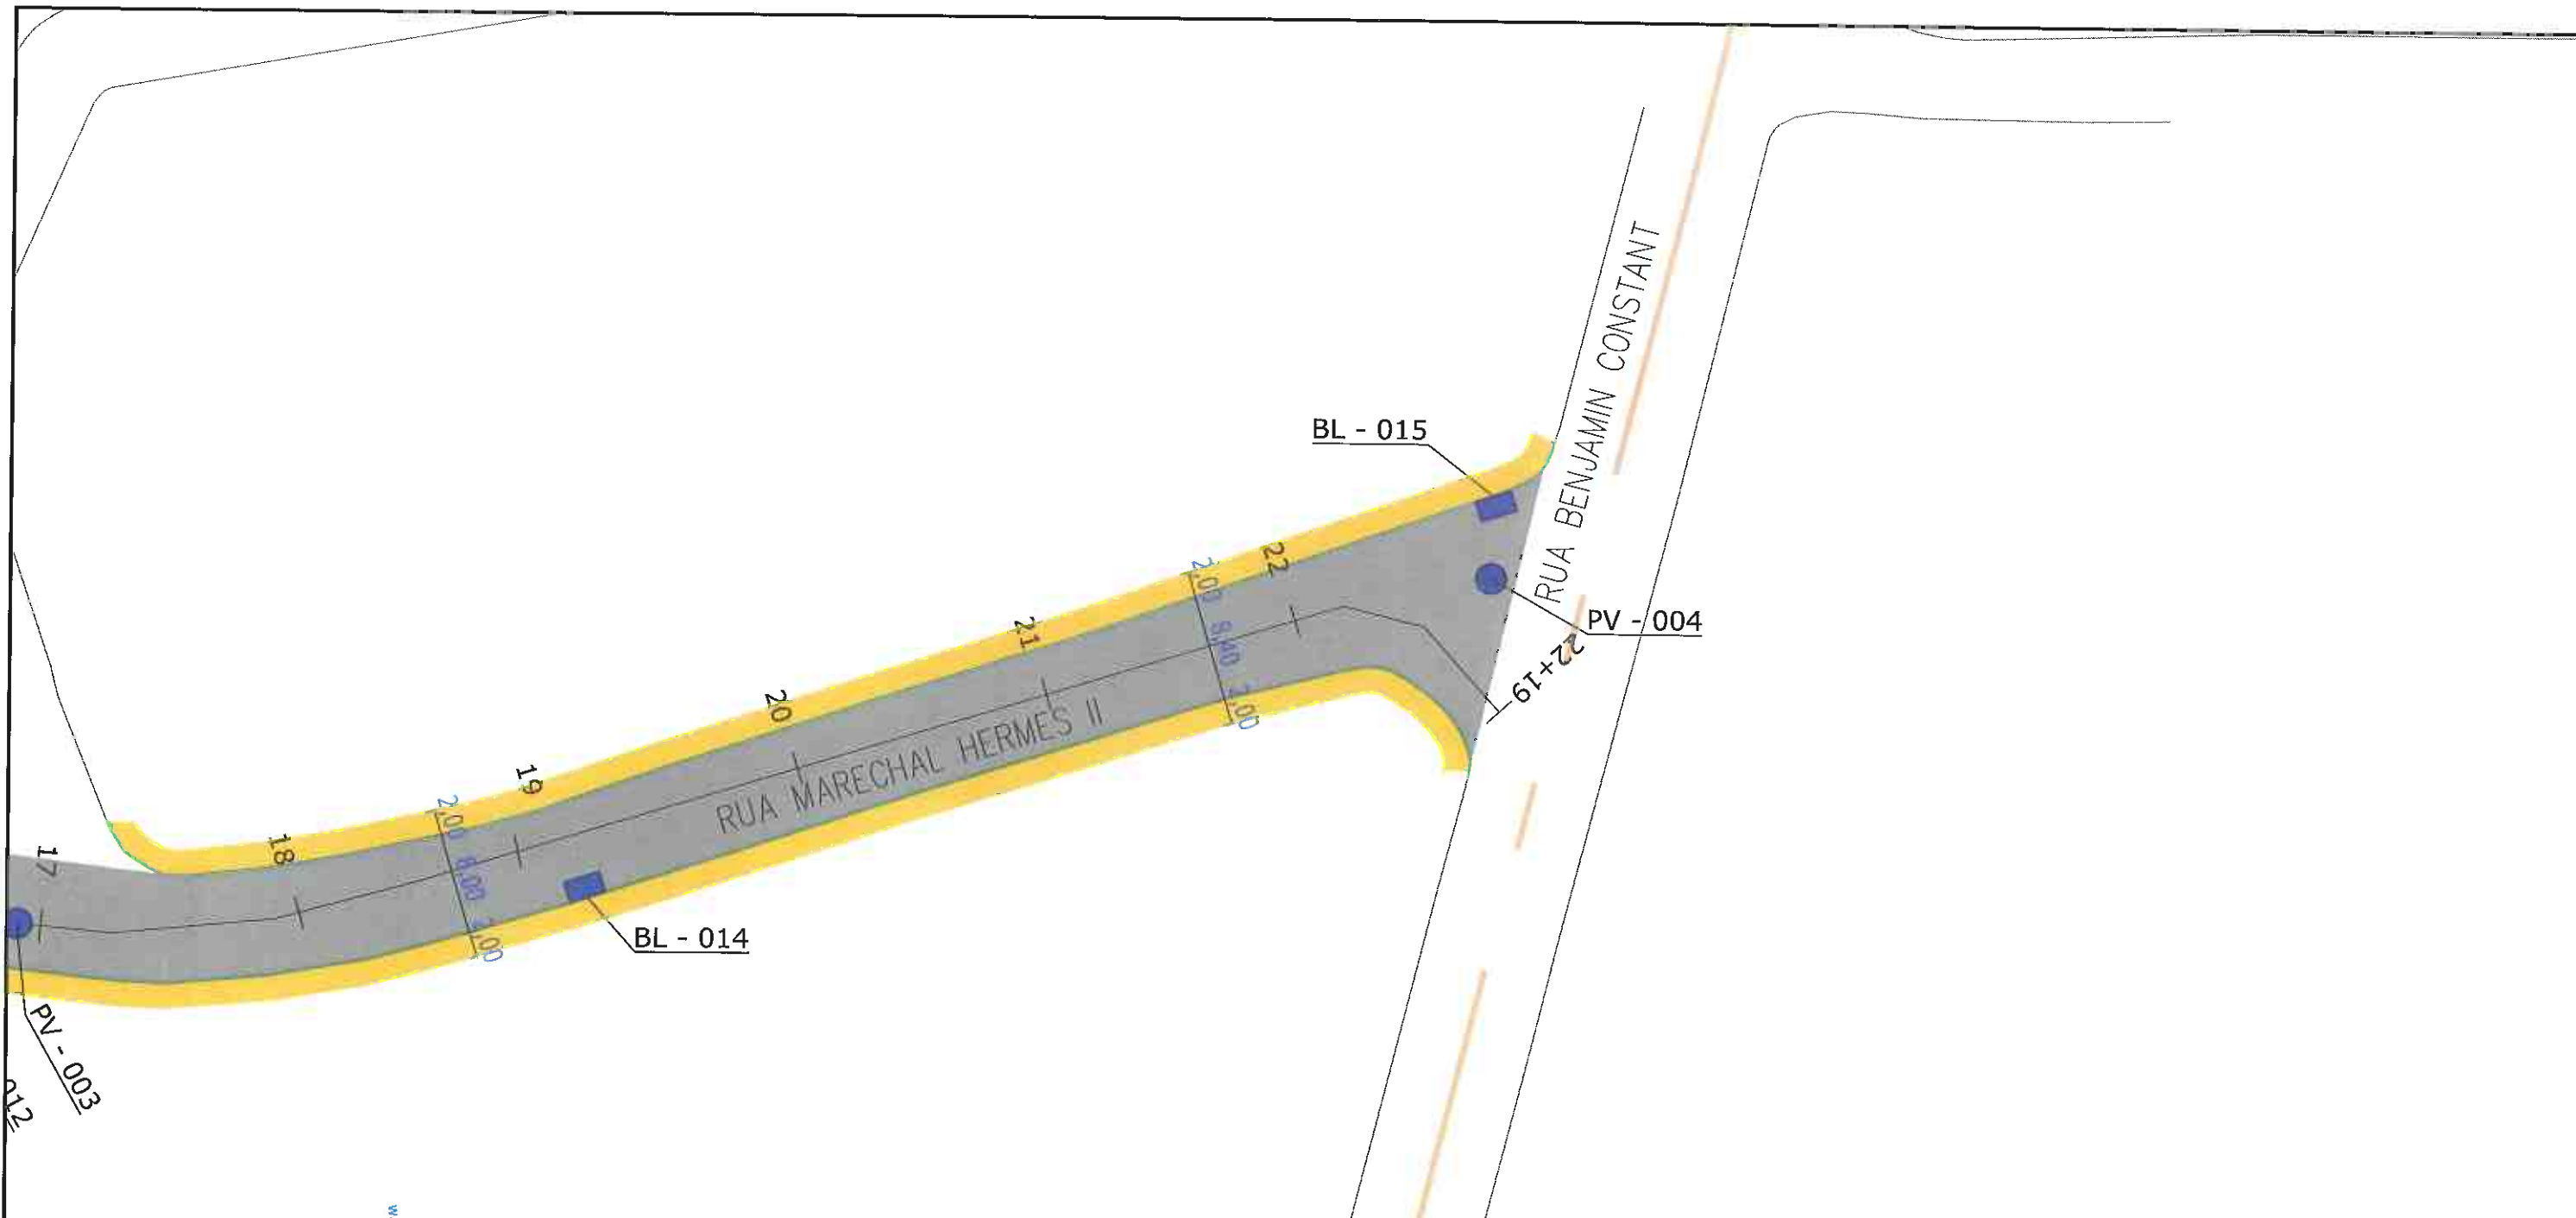 RUA BENJAMIN CONSTANT
BL - 015
22
2,00
8,40
2,00
PV - 004
22+19
21
20
RUA MARECHAL HERMES II
19
2,00
8,00
2,00
18
17
BL - 014
PV - 003
012
w